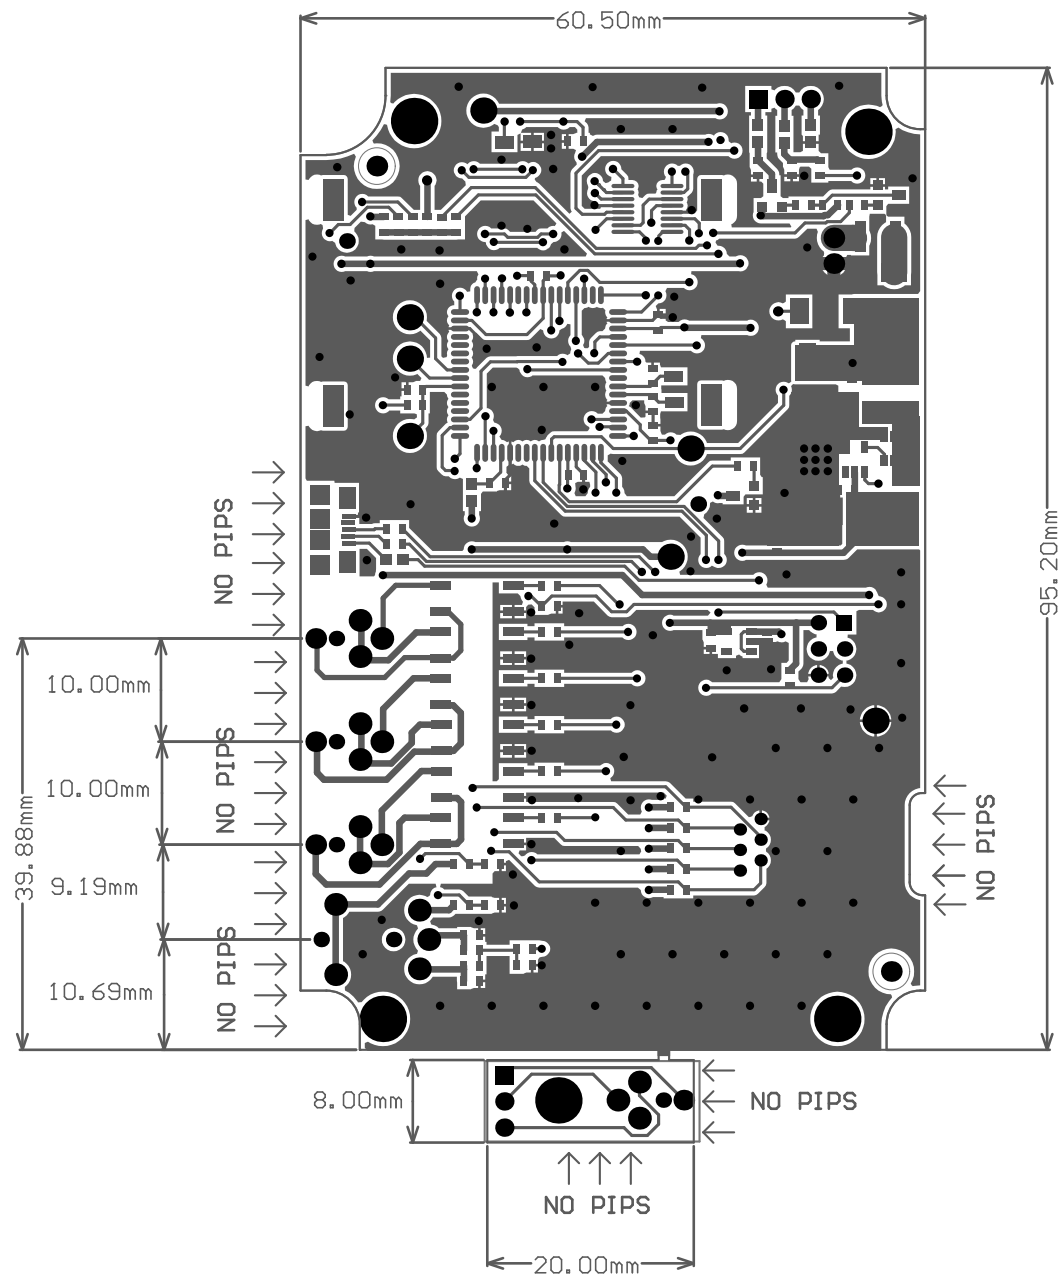 60.50mm
NO PIPS
95.20mm
10.00mm
NO PIPS
10.00mm
39.88mm
NO PIPS
9.19mm
NO PIPS
10.69mm
8.00mm
NO PIPS
NO PIPS
20.00mm